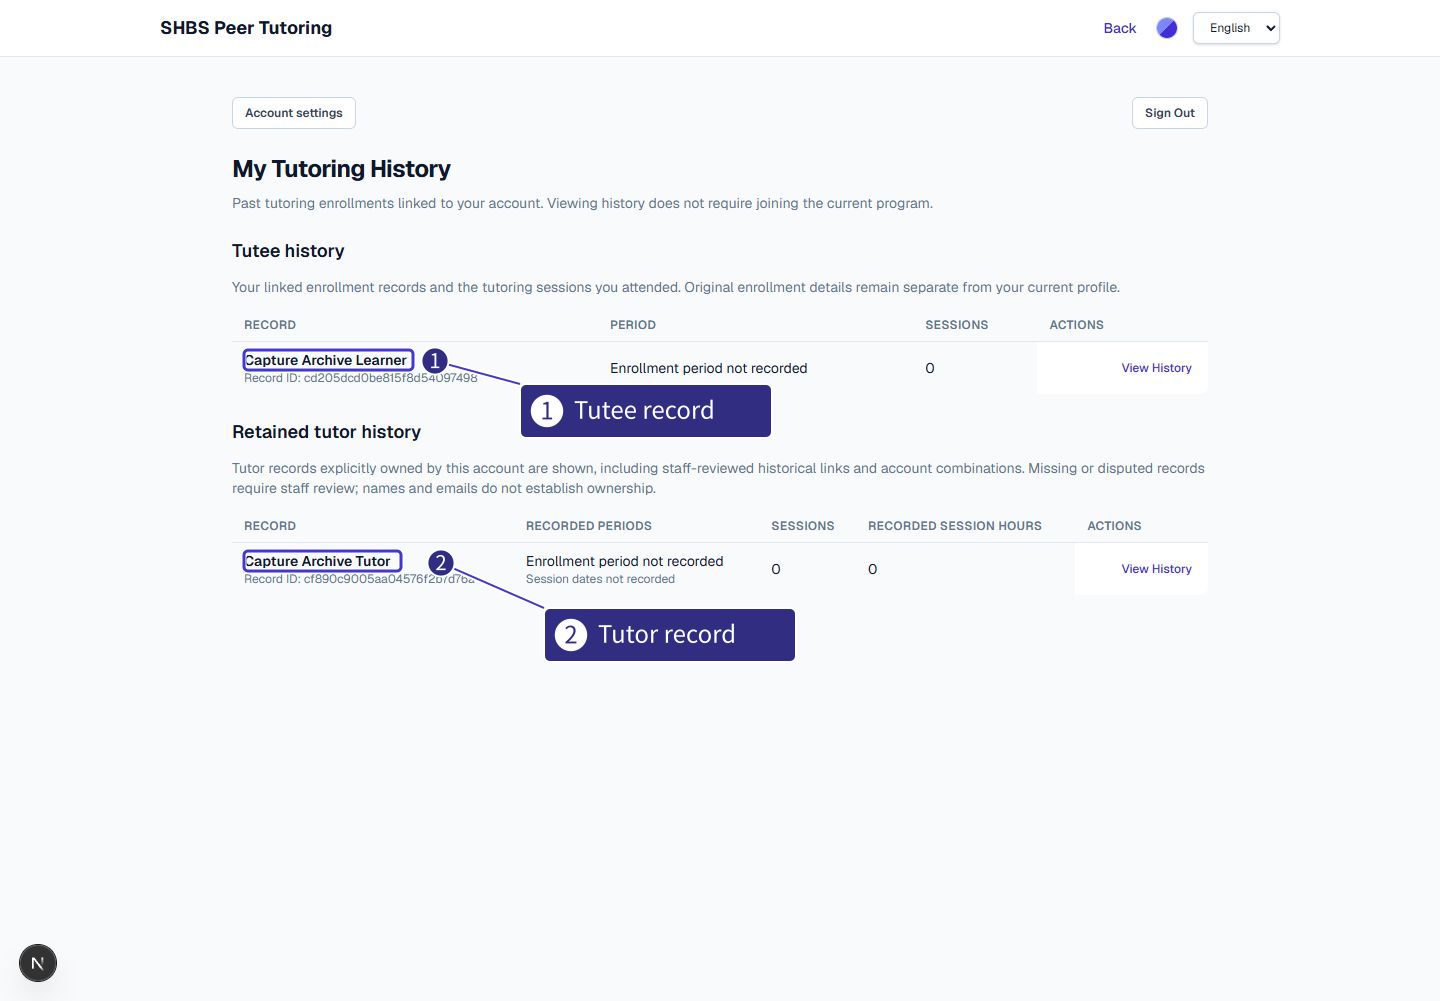 SHBS Peer Tutoring
Back
English
Account settings
Sign Out
My Tutoring History
Past tutoring enrollments linked to your account. Viewing history does not require joining the current program.
Tutee history
Your linked enrollment records and the tutoring sessions you attended. Original enrollment details remain separate from your current profile.
RECORD PERIOD SESSIONS ACTIONS
Capture Archive Learner 1
Record ID: cd205dcd0be815f8d54097498
Enrollment period not recorded 0 View History
1 Tutee record
Retained tutor history
Tutor records explicitly owned by this account are shown, including staff-reviewed historical links and account combinations. Missing or disputed records
require staff review; names and emails do not establish ownership.
RECORD RECORDED PERIODS SESSIONS RECORDED SESSION HOURS ACTIONS
Capture Archive Tutor 2
Record ID:
Enrollment period not recorded
Session dates not recorded
0 0 View History
2 Tutor record
N